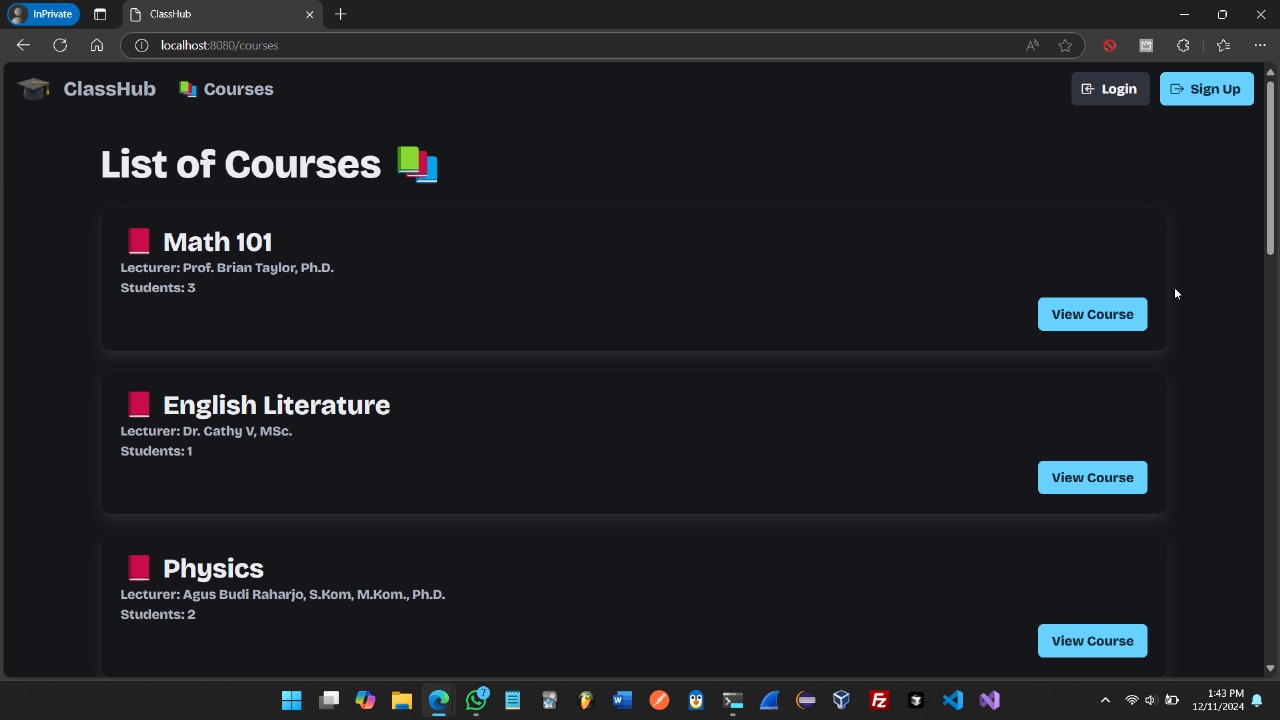 InPrivate
ClassHub
localhost:8080/courses
ClassHub
Courses
Login
Sign Up
List of Courses
Math 101
Lecturer: Prof. Brian Taylor, Ph.D.
Students: 3
View Course
English Literature
Lecturer: Dr. Cathy V, MSc.
Students: 1
View Course
Physics
Lecturer: Agus Budi Raharjo, S.Kom, M.Kom., Ph.D.
Students: 2
View Course
7
1:43 PM
12/11/2024